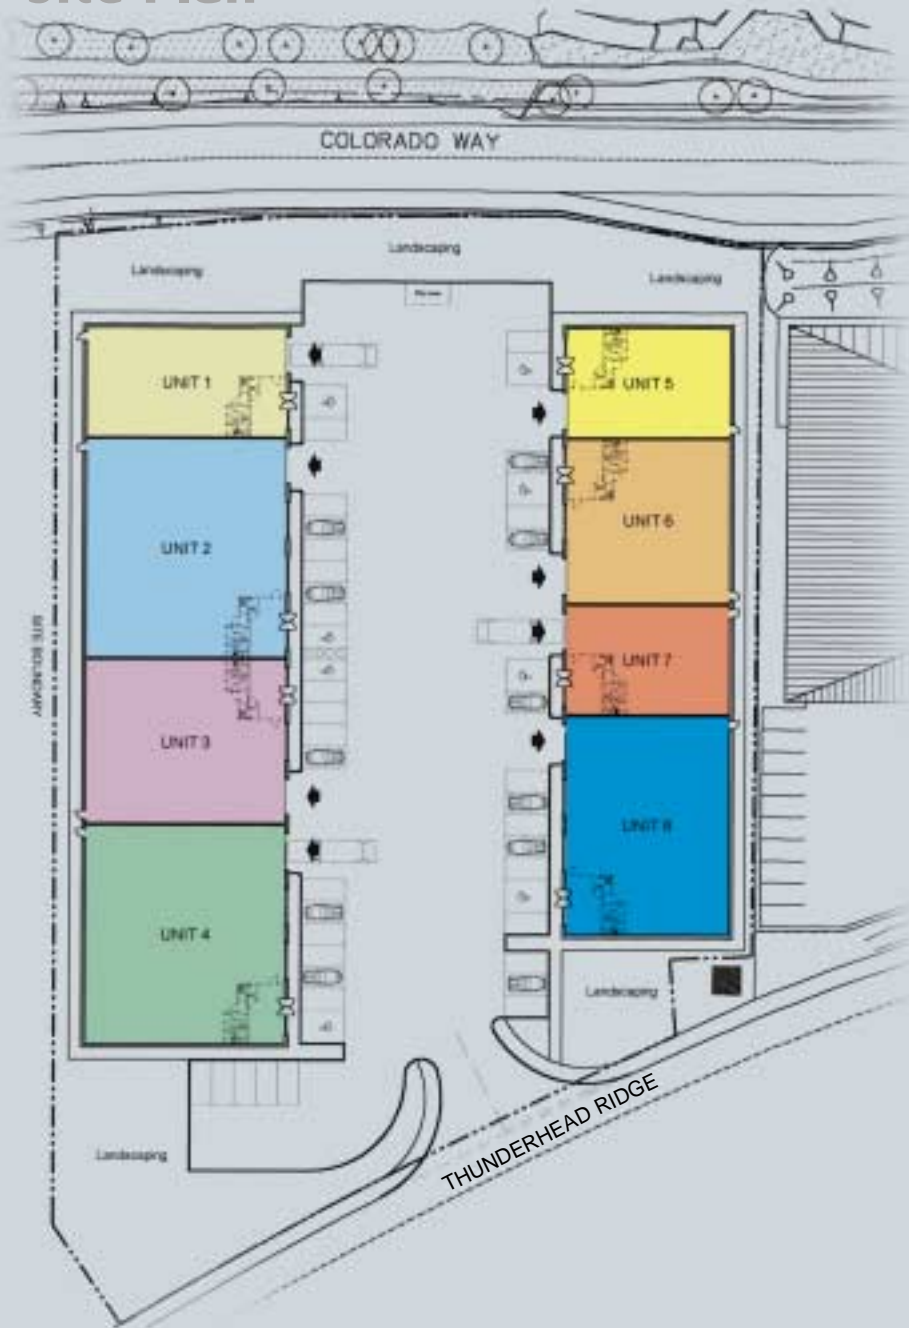 Site Plan
COLORADO WAY
Landscaping
Landscaping
Landscaping
UNIT 1
UNIT 5
UNIT 2
UNIT 6
UNIT 3
UNIT 7
UNIT 4
UNIT 8
SITE BOUNDARY
Landscaping
Landscaping
THUNDERHEAD RIDGE